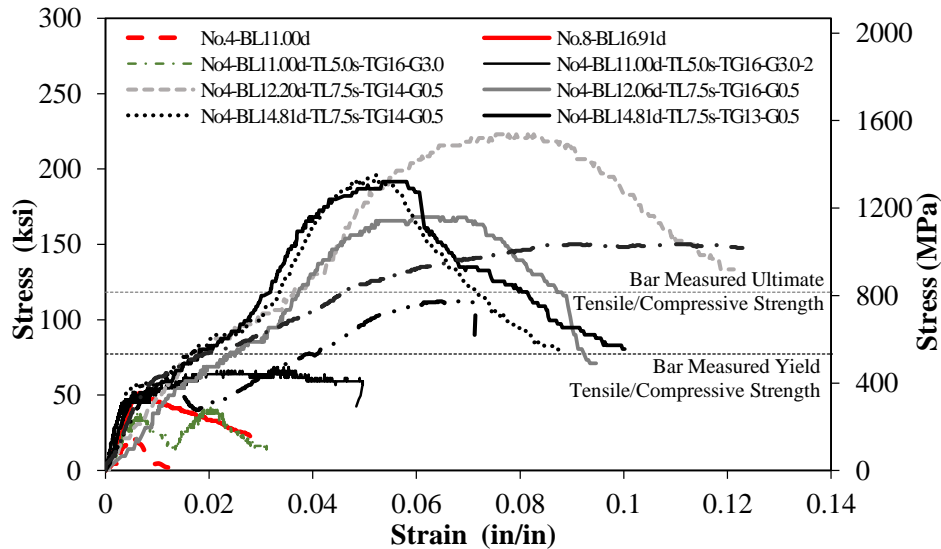 300
250
200
150
100
50
0
Stress (ksi)
No.4-BL11.00d
No.8-BL16.91d
No4-BL11.00d-TL5.0s-TG16-G3.0
No4-BL11.00d-TL5.0s-TG16-G3.0-2
No4-BL12.20d-TL7.5s-TG14-G0.5
No4-BL12.06d-TL7.5s-TG16-G0.5
No4-BL14.81d-TL7.5s-TG14-G0.5
No4-BL14.81d-TL7.5s-TG13-G0.5
Bar Measured Ultimate
Tensile/Compressive Strength
Bar Measured Yield
Tensile/Compressive Strength
2000
1600
1200
800
400
0
Stress (MPa)
0 0.02 0.04 0.06 0.08 0.1 0.12 0.14
Strain (in/in)